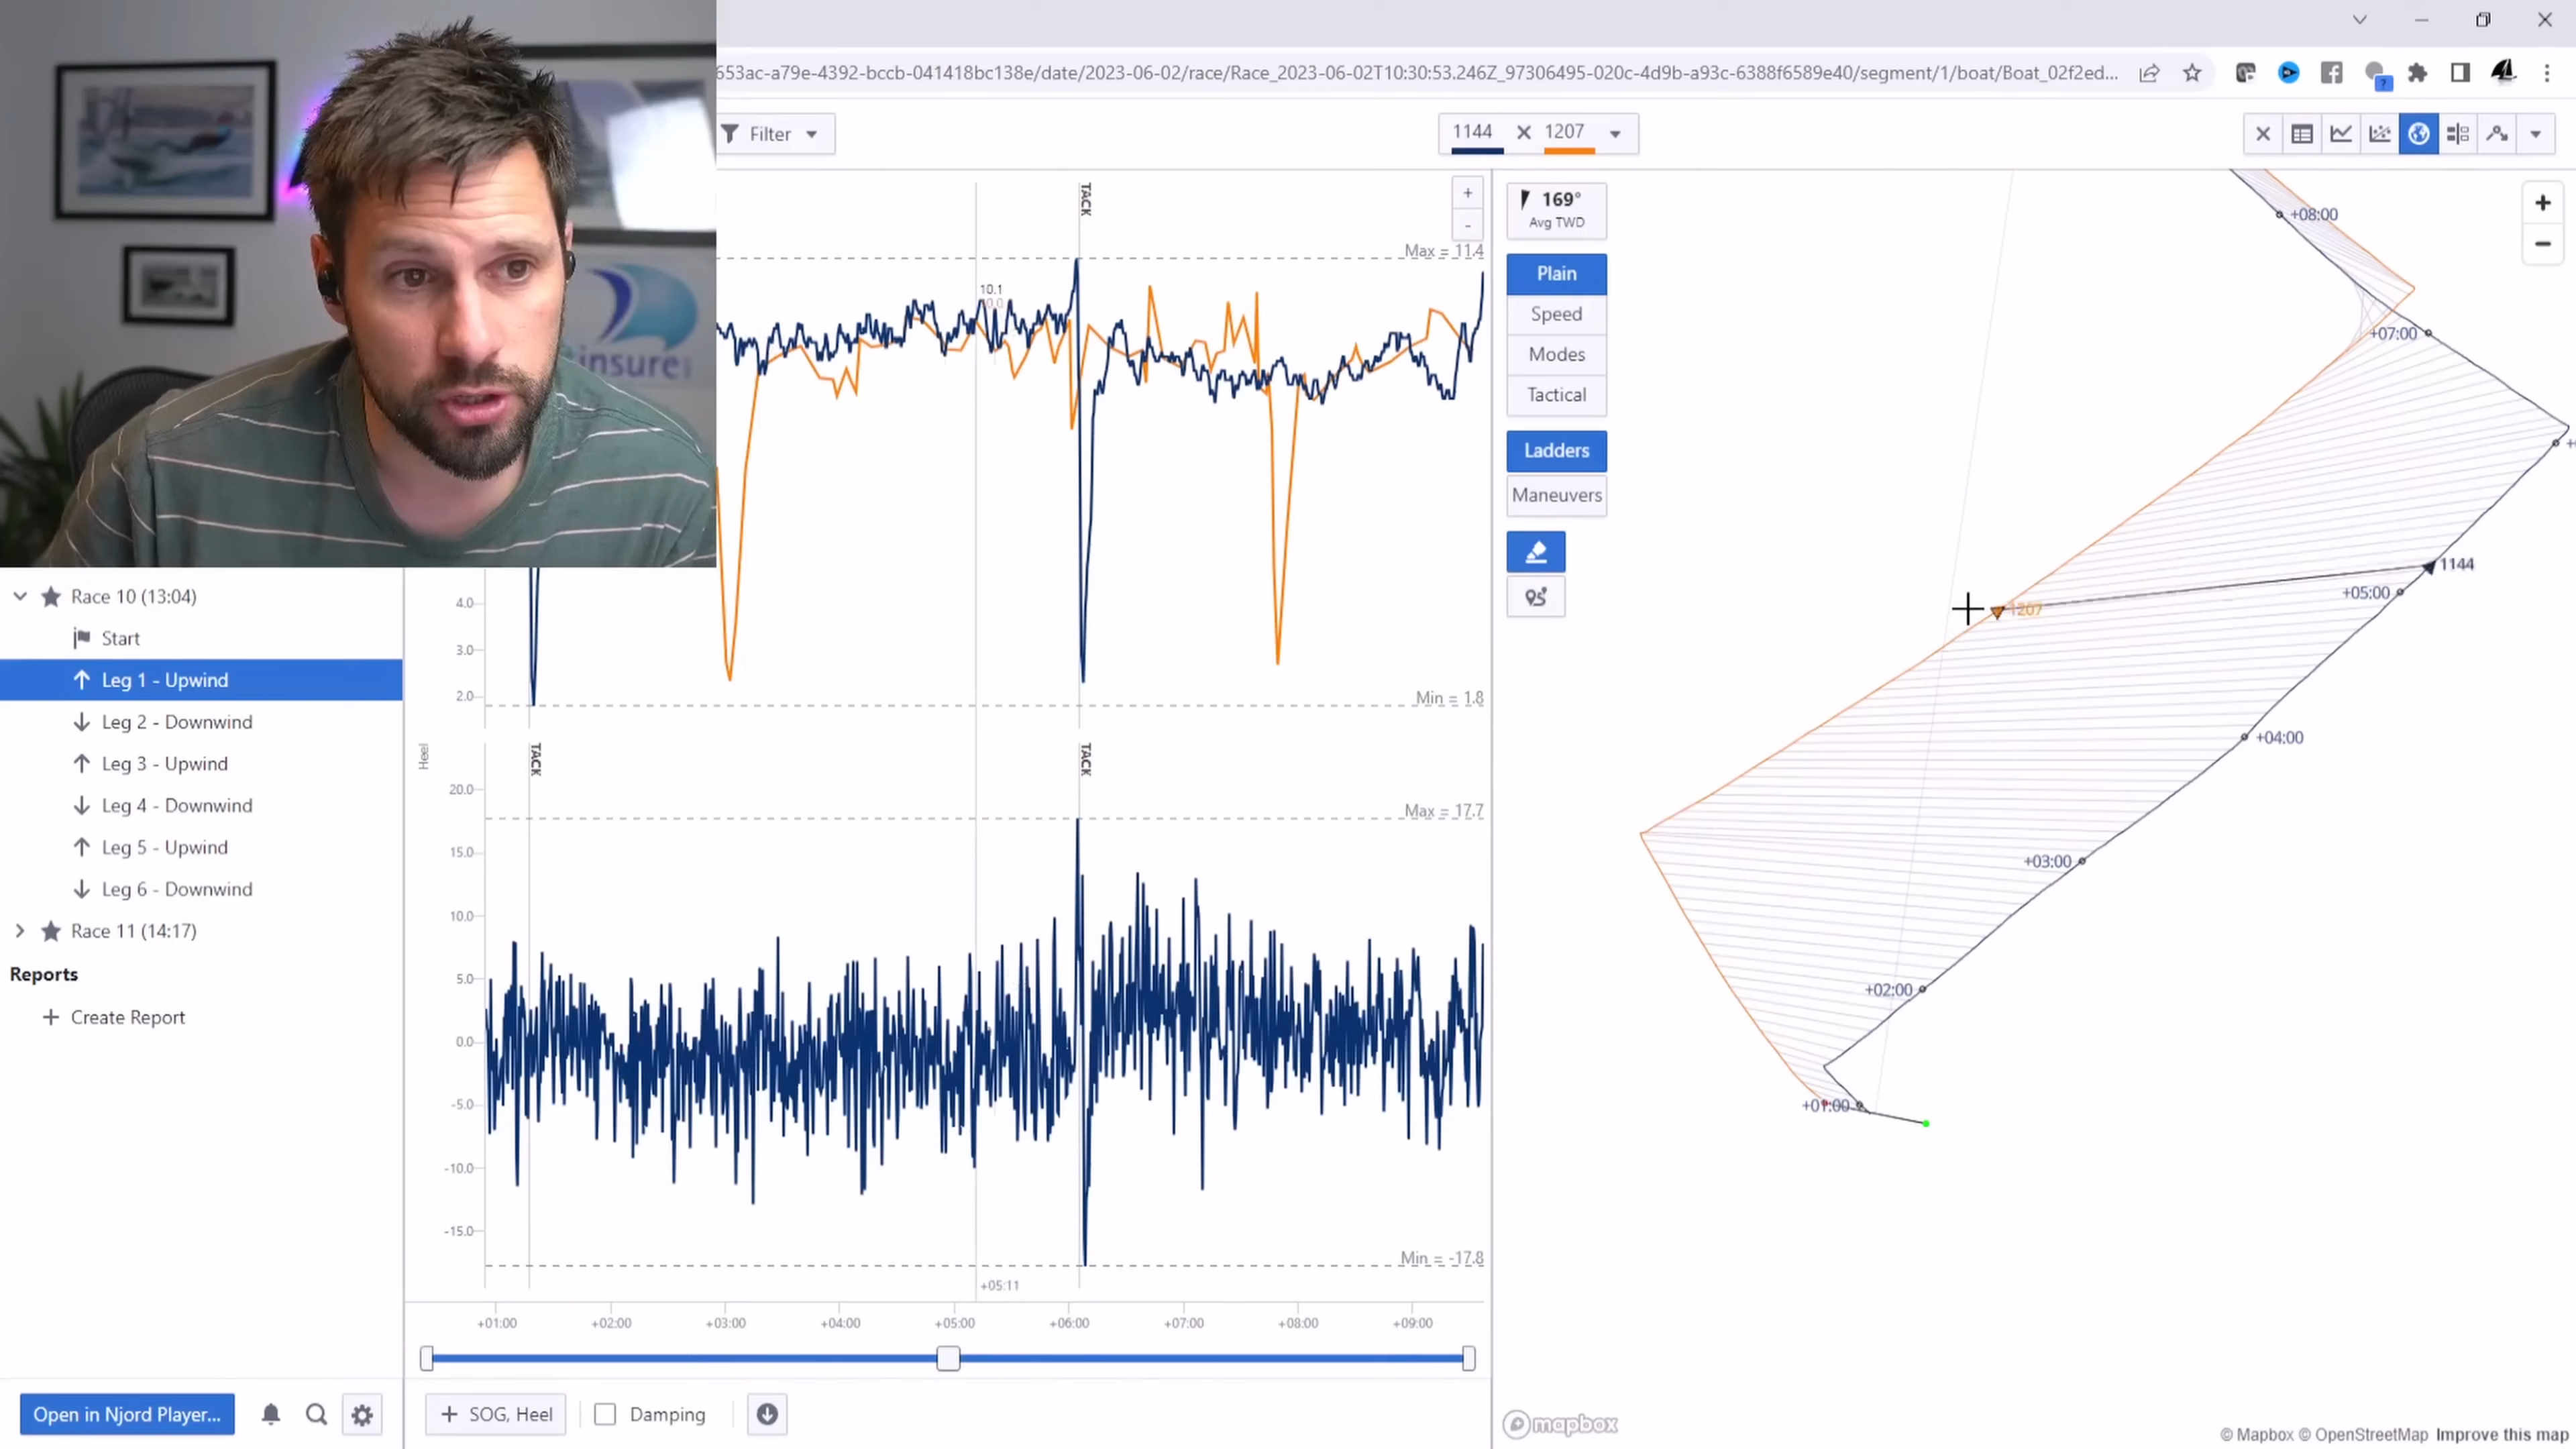 653ac-a79e-4392-bccb-041418bc138e/date/2023-06-02/race/Race_2023-06-02T10:30:53.246Z_97306495-020c-4d9b-a93c-6388f6589e40/segment/1/boat/Boat_02f2ed...
Filter
1144 × 1207
insure
TACK
Max = 11.4
10.1
4.0
3.0
2.0
Min = 1.8
Heel
TACK
TACK
20.0
Max = 17.7
15.0
10.0
5.0
0.0
-5.0
-10.0
-15.0
Min = -17.8
+05:11
+01:00 +02:00 +03:00 +04:00 +05:00 +06:00 +07:00 +08:00 +09:00
+ SOG, Heel
Damping
Race 10 (13:04)
Start
Leg 1 - Upwind
Leg 2 - Downwind
Leg 3 - Upwind
Leg 4 - Downwind
Leg 5 - Upwind
Leg 6 - Downwind
Race 11 (14:17)
Reports
+ Create Report
Open in Njord Player...
169°
Avg TWD
Plain
Speed
Modes
Tactical
Ladders
Maneuvers
+08:00
+07:00
1144
+05:00
1207
+04:00
+03:00
+02:00
+01:00
mapbox
© Mapbox © OpenStreetMap Improve this map